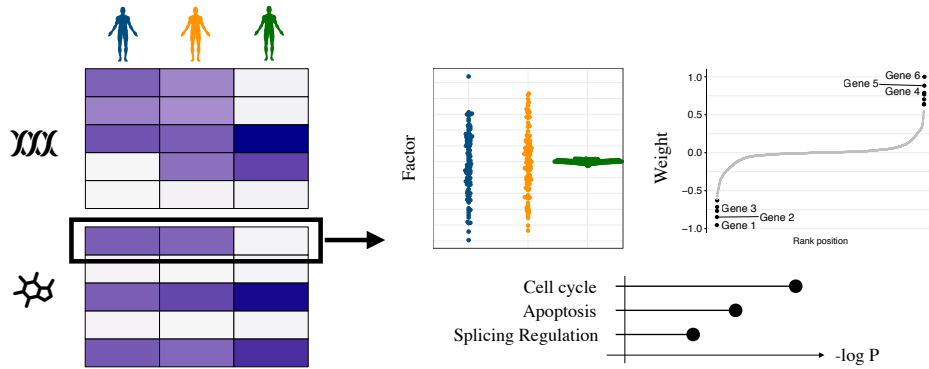 Factor
Weight
1.0
0.5
0.0
−0.5
−1.0
Gene 6
Gene 5
Gene 4
Gene 3
Gene 2
Gene 1
Rank position
Cell cycle
Apoptosis
Splicing Regulation
-log P